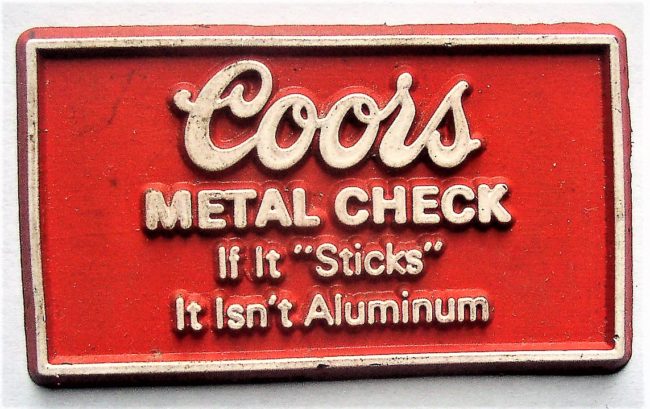 Coors
METAL CHECK
If It "Sticks"
It Isn't Aluminum